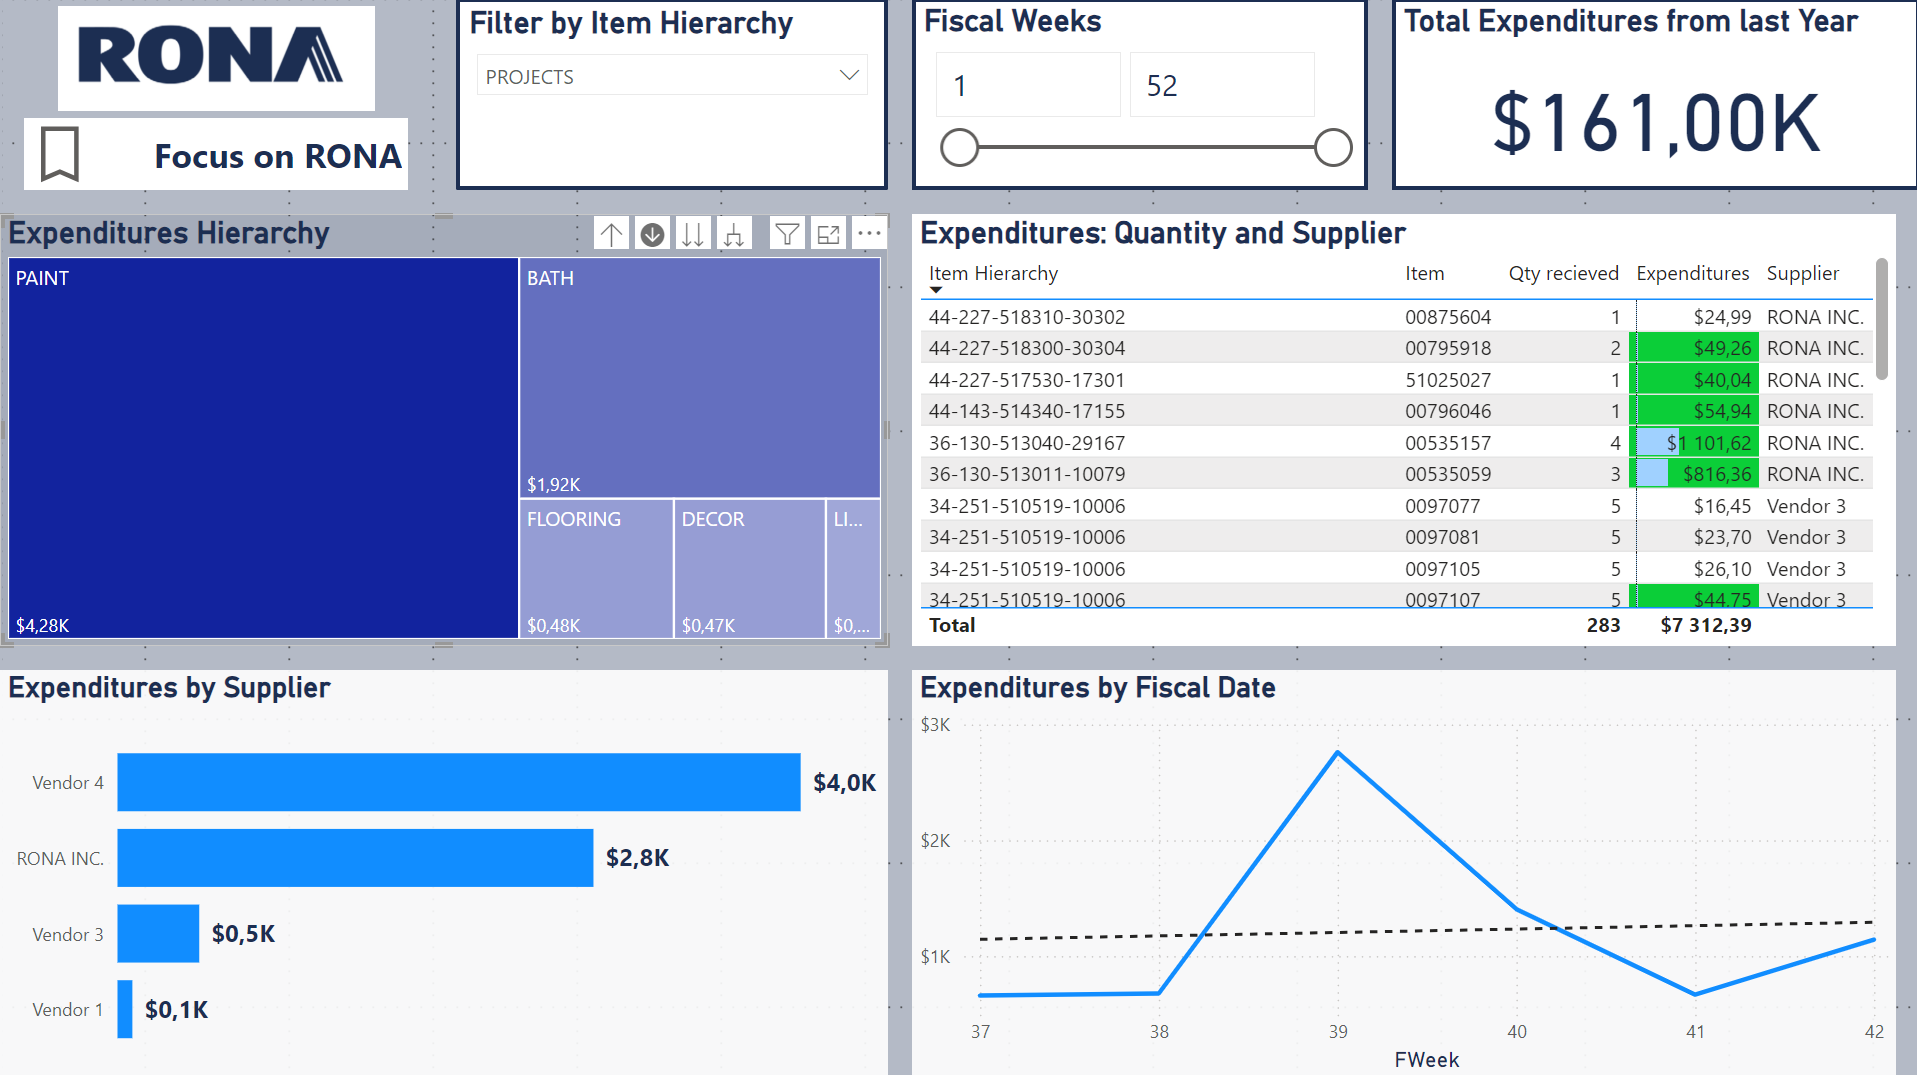 RONA
Focus on RONA
Filter by Item Hierarchy
PROJECTS
Fiscal Weeks
1 52
Total Expenditures from last Year
$161,00K
Expenditures Hierarchy
PAINT
$4,28K
BATH
$1,92K
FLOORING
$0,48K
DECOR
$0,47K
LI...
$0,...
Expenditures: Quantity and Supplier
Item Hierarchy Item Qty recieved Expenditures Supplier
44-227-518310-30302 00875604 1 $24,99 RONA INC.
44-227-518300-30304 00795918 2 $49,26 RONA INC.
44-227-517530-17301 51025027 1 $40,04 RONA INC.
44-143-514340-17155 00796046 1 $54,94 RONA INC.
36-130-513040-29167 00535157 4 $1 101,62 RONA INC.
36-130-513011-10079 00535059 3 $816,36 RONA INC.
34-251-510519-10006 0097077 5 $16,45 Vendor 3
34-251-510519-10006 0097081 5 $23,70 Vendor 3
34-251-510519-10006 0097105 5 $26,10 Vendor 3
34-251-510519-10006 0097107 5 $44,75 Vendor 3
Total 283 $7 312,39
Expenditures by Supplier
Vendor 4 $4,0K
RONA INC. $2,8K
Vendor 3 $0,5K
Vendor 1 $0,1K
Expenditures by Fiscal Date
$3K
$2K
$1K
37 38 39 40 41 42
FWeek